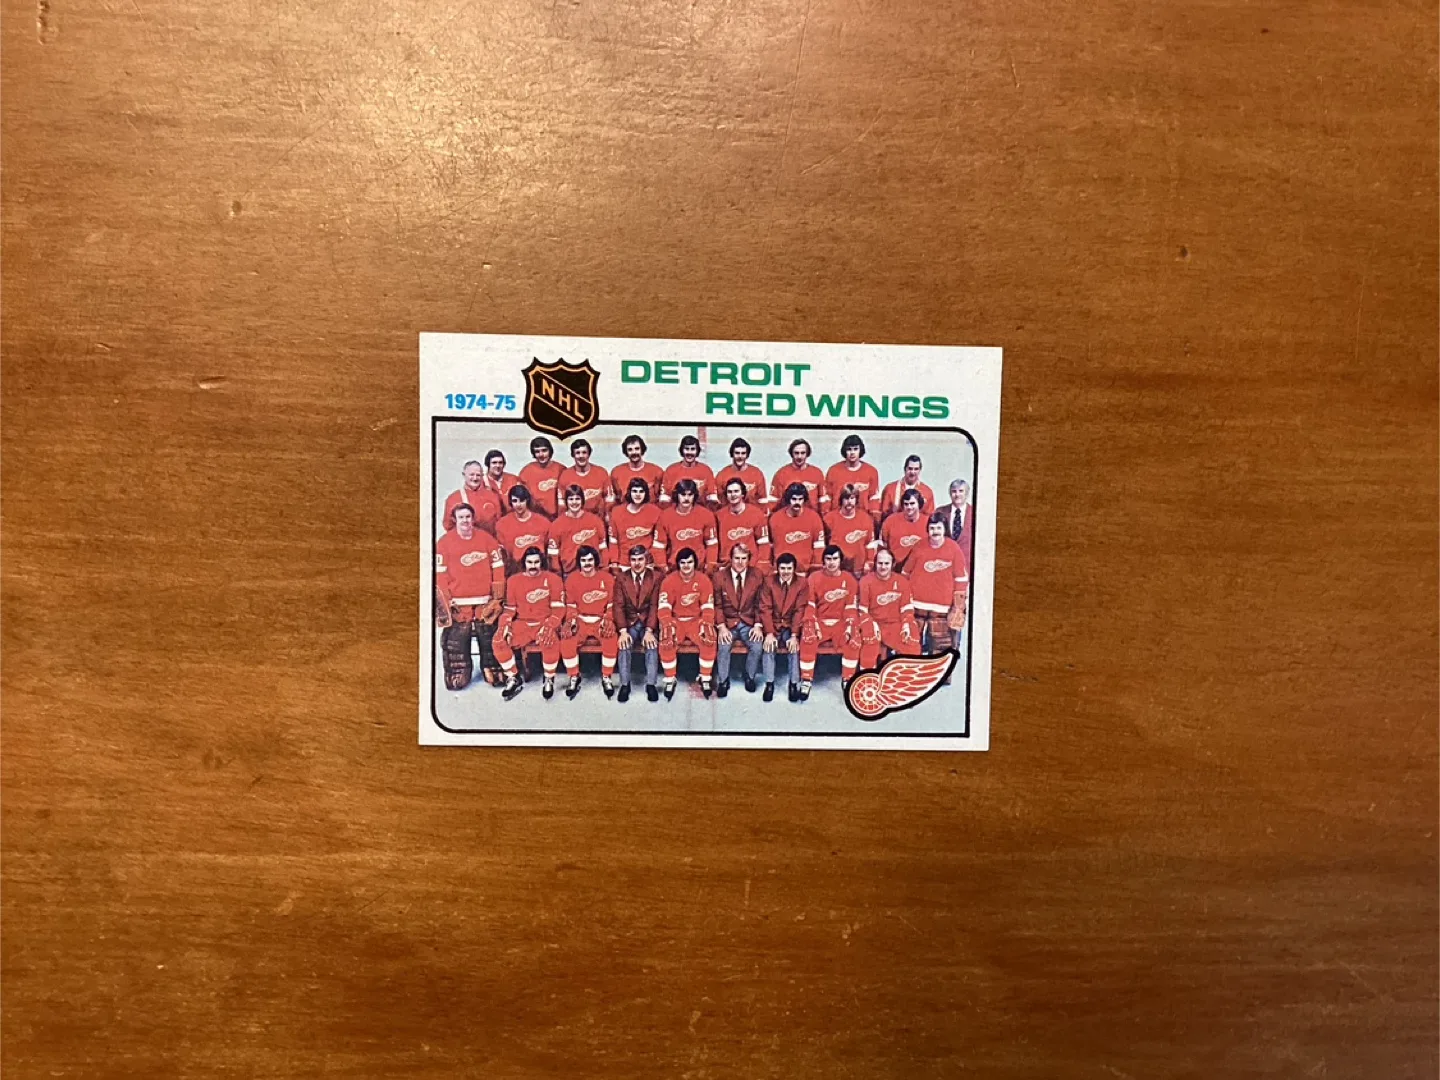 1974-75
NHL
DETROIT
RED WINGS